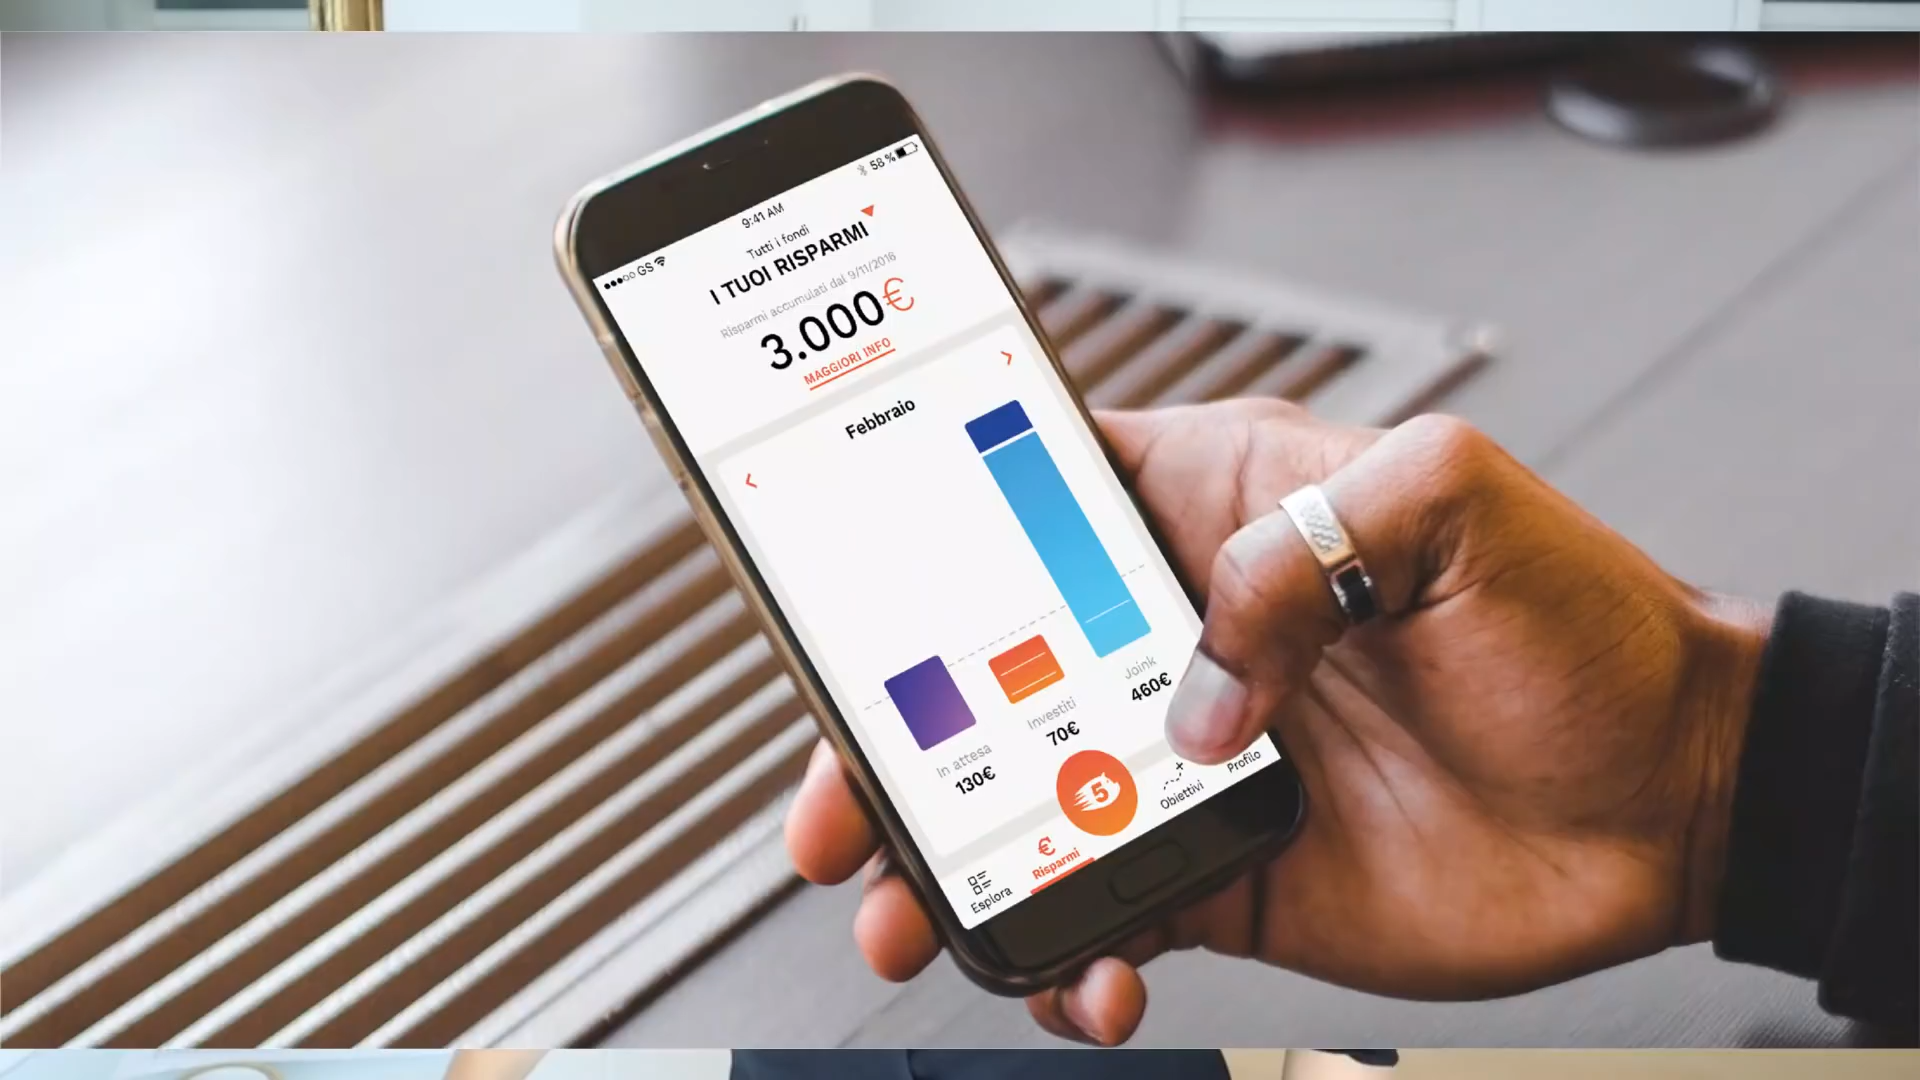 GS 9:41 AM 58 %
Tutti i fondi
I TUOI RISPARMI
Risparmi accumulati dal 9/11/2016
3.000€
MAGGIORI INFO
Febbraio
In attesa
130€
Investiti
70€
Joink
460€
5
Esplora
€
Risparmi
Obiettivi
Profilo